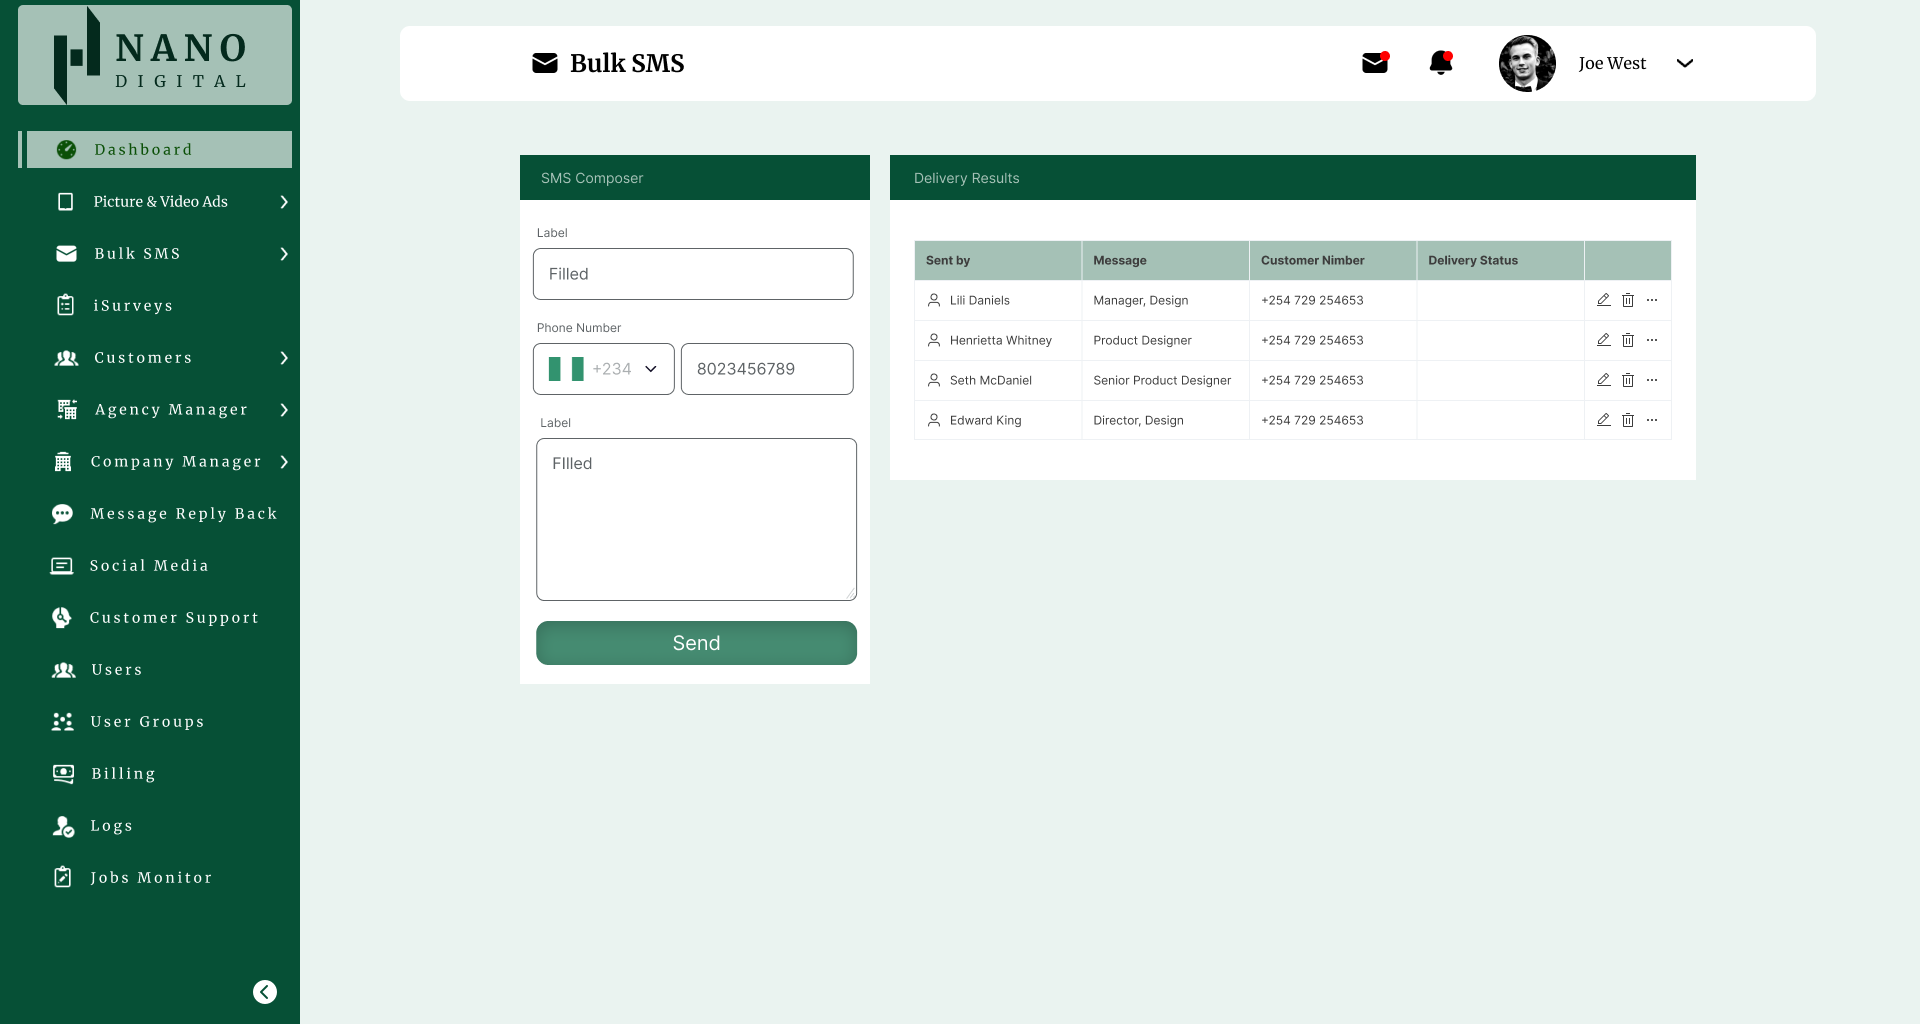 NANO
DIGITAL
Dashboard
Picture & Video Ads
Bulk SMS
iSurveys
Customers
Agency Manager
Company Manager
Message Reply Back
Social Media
Customer Support
Users
User Groups
Billing
Logs
Jobs Monitor
Bulk SMS
Joe West
SMS Composer
Label
Filled
Phone Number
+234 8023456789
Label
FIlled
Send
Delivery Results
Sent by Message Customer Nimber Delivery Status
Lili Daniels Manager, Design +254 729 254653
Henrietta Whitney Product Designer +254 729 254653
Seth McDaniel Senior Product Designer +254 729 254653
Edward King Director, Design +254 729 254653